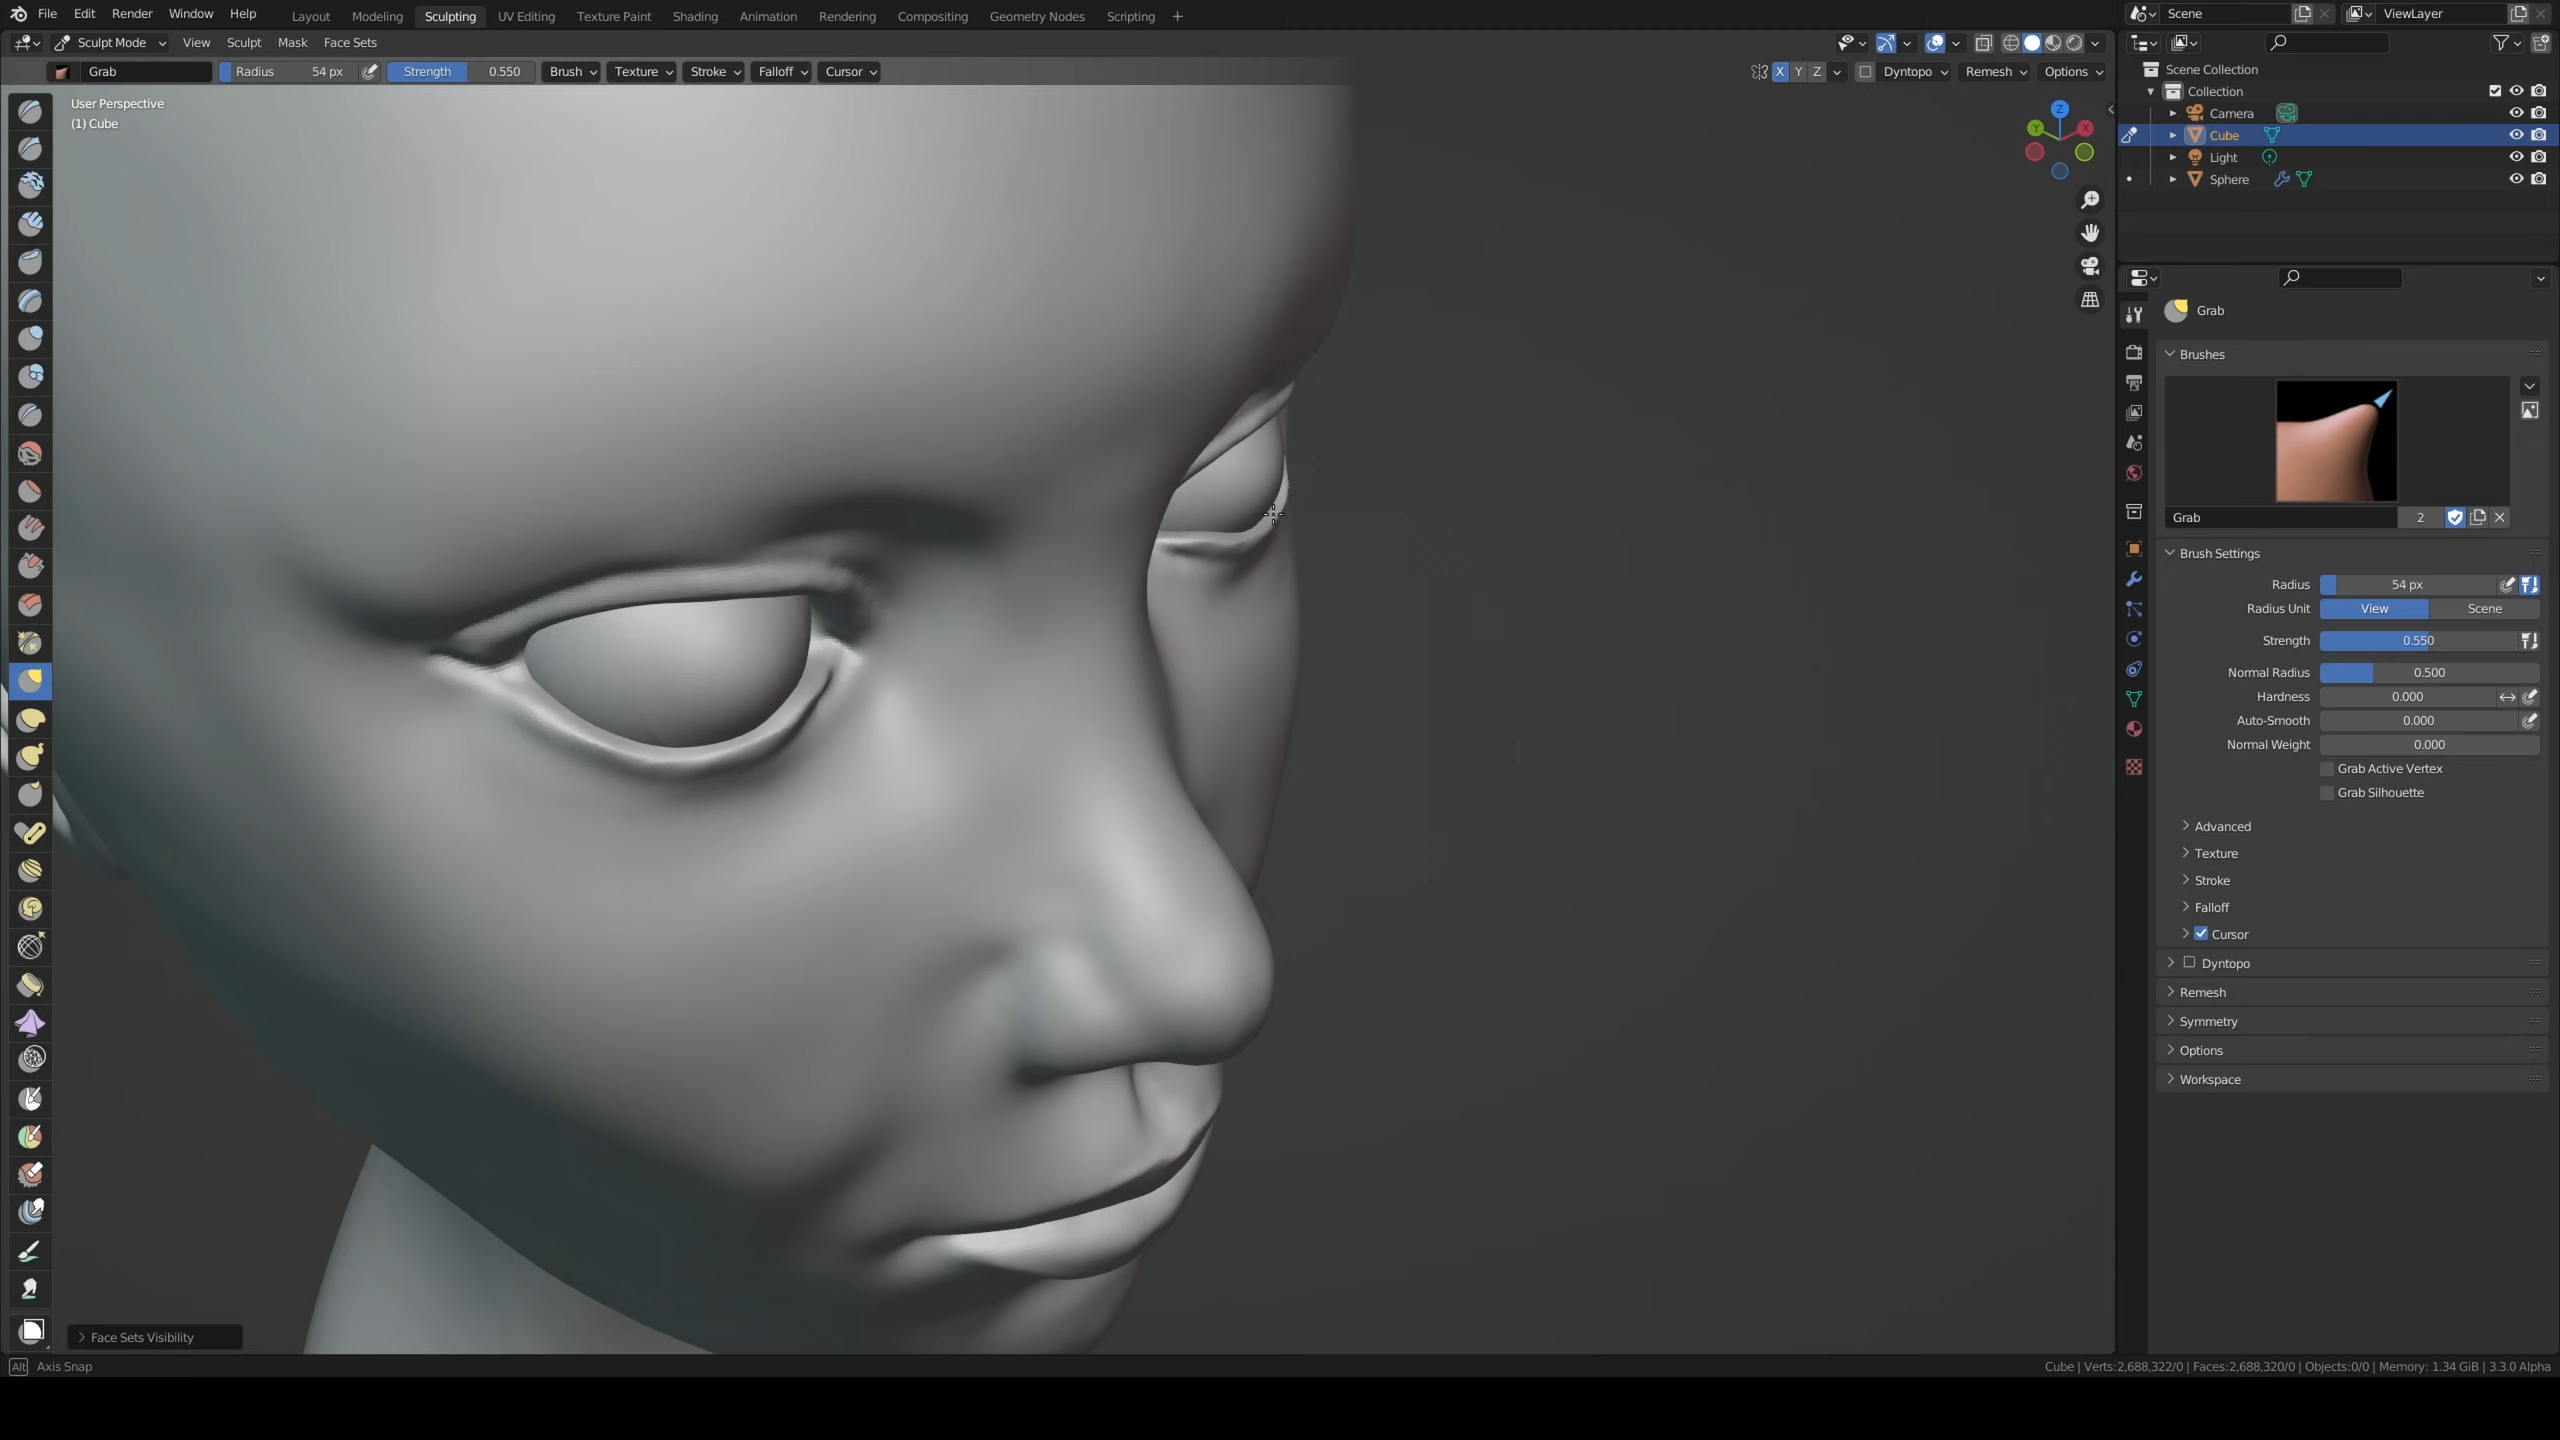 File Edit Render Window Help Layout Modeling Sculpting UV Editing Texture Paint Shading Animation Rendering Compositing Geometry Nodes Scripting + Scene ViewLayer
Sculpt Mode View Sculpt Mask Face Sets
Grab Radius 54 px Strength 0.550 Brush Texture Stroke Falloff Cursor X Y Z Dyntopo Remesh Options
User Perspective
(1) Cube
Z
Y X
Scene Collection
Collection
Camera
Cube
Light
Sphere
Grab
Brushes
Grab 2
Brush Settings
Radius 54 px
Radius Unit View Scene
Strength 0.550
Normal Radius 0.500
Hardness 0.000
Auto-Smooth 0.000
Normal Weight 0.000
Grab Active Vertex
Grab Silhouette
Advanced
Texture
Stroke
Falloff
Cursor
Dyntopo
Remesh
Symmetry
Options
Workspace
Face Sets Visibility
Alt Axis Snap
Cube | Verts:2,688,322/0 | Faces:2,688,320/0 | Objects:0/0 | Memory: 1.34 GiB | 3.3.0 Alpha